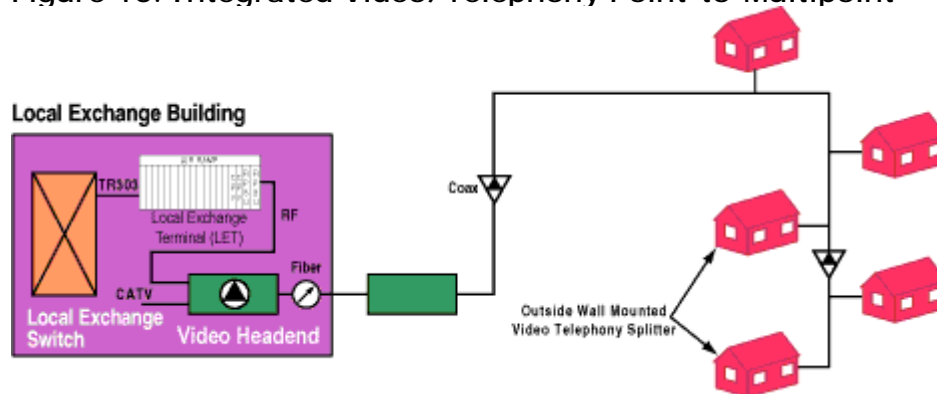 Figure 10: Integrated Video/Telephony Point-to-Multipoint
Local Exchange Building
TR303
Local Exchange
Terminal (LET)
RF
CATV
Fiber
Local Exchange
Switch
Video Headend
Coax
Outside Wall Mounted
Video Telephony Splitter